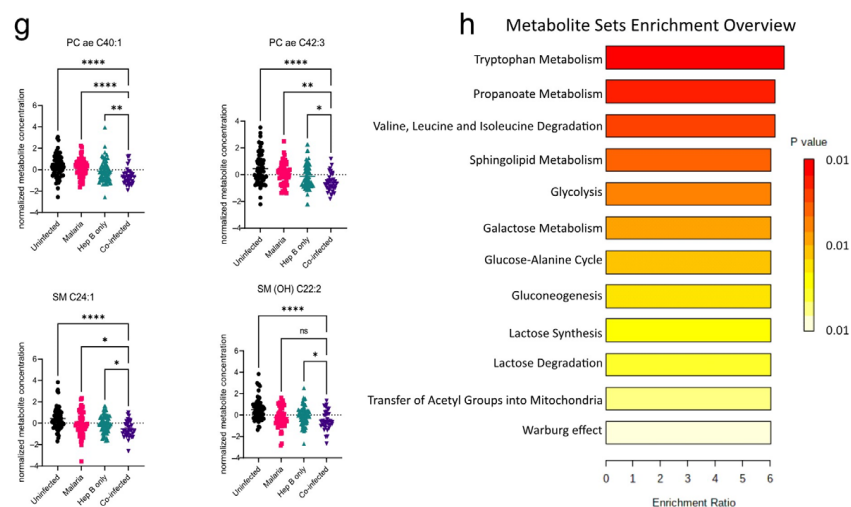 g
PC ae C40:1
****
****
**
normalized metabolite concentration
6
4
2
0
-2
-4
Uninfected
Malaria
Hep B only
Co-infected
PC ae C42:3
****
**
*
normalized metabolite concentration
4
2
0
-2
-4
Uninfected
Malaria
Hep B only
Co-infected
SM C24:1
****
*
*
normalized metabolite concentration
6
4
2
0
-2
-4
Uninfected
Malaria
Hep B only
Co-infected
SM (OH) C22:2
****
ns
*
normalized metabolite concentration
6
4
2
0
-2
-4
Uninfected
Malaria
Hep B only
Co-infected
h
Metabolite Sets Enrichment Overview
Tryptophan Metabolism
Propanoate Metabolism
Valine, Leucine and Isoleucine Degradation
Sphingolipid Metabolism
Glycolysis
Galactose Metabolism
Glucose-Alanine Cycle
Gluconeogenesis
Lactose Synthesis
Lactose Degradation
Transfer of Acetyl Groups into Mitochondria
Warburg effect
0 1 2 3 4 5 6
Enrichment Ratio
P value
0.01
0.01
0.01